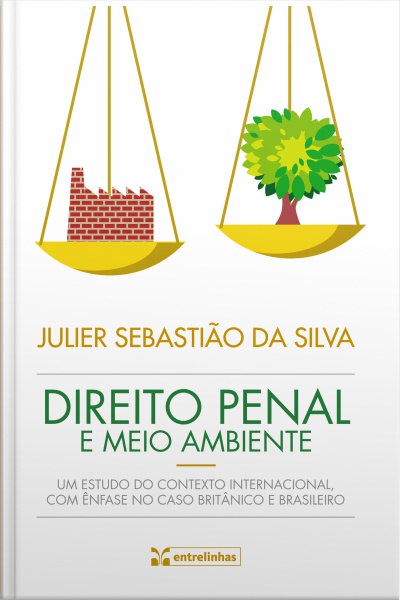 JULIER SEBASTIÃO DA SILVA
DIREITO PENAL
E MEIO AMBIENTE
UM ESTUDO DO CONTEXTO INTERNACIONAL,
COM ÊNFASE NO CASO BRITÂNICO E BRASILEIRO
entrelinhas